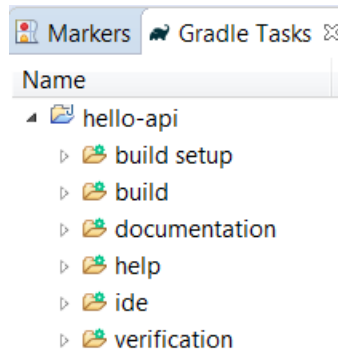 Markers Gradle Tasks
Name
hello-api
build setup
build
documentation
help
ide
verification